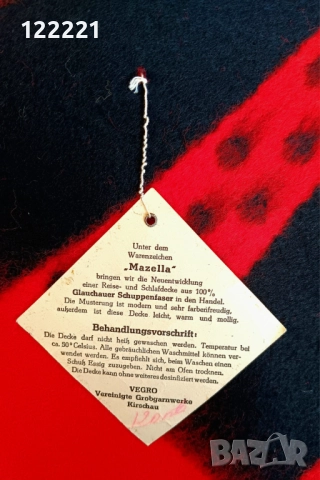 122221
Unter dem
Warenzeichen
„Mazella"
bringen wir die Neuentwicklung
einer Reise- und Schlafdecke aus 100%
Glauchauer Schuppenfaser in den Handel.
Die Musterung ist modern und sehr farbenfreudig,
außerdem ist diese Decke leicht, warm und mollig.
Behandlungsvorschrift:
Die Decke darf nicht heiß gewaschen werden. Temperatur bei
ca. 50° Celsius. Alle gebräuchlichen Waschmittel können ver-
wendet werden. Es empfiehlt sich, beim Waschen einen
Schuß Essig zuzugeben. Nicht am Ofen trocknen.
Die Decke kann ohne weiteres desinfiziert werden.
VEGRO
Vereinigte Grobgarnwerke
Kirschau
BAZAR
bg